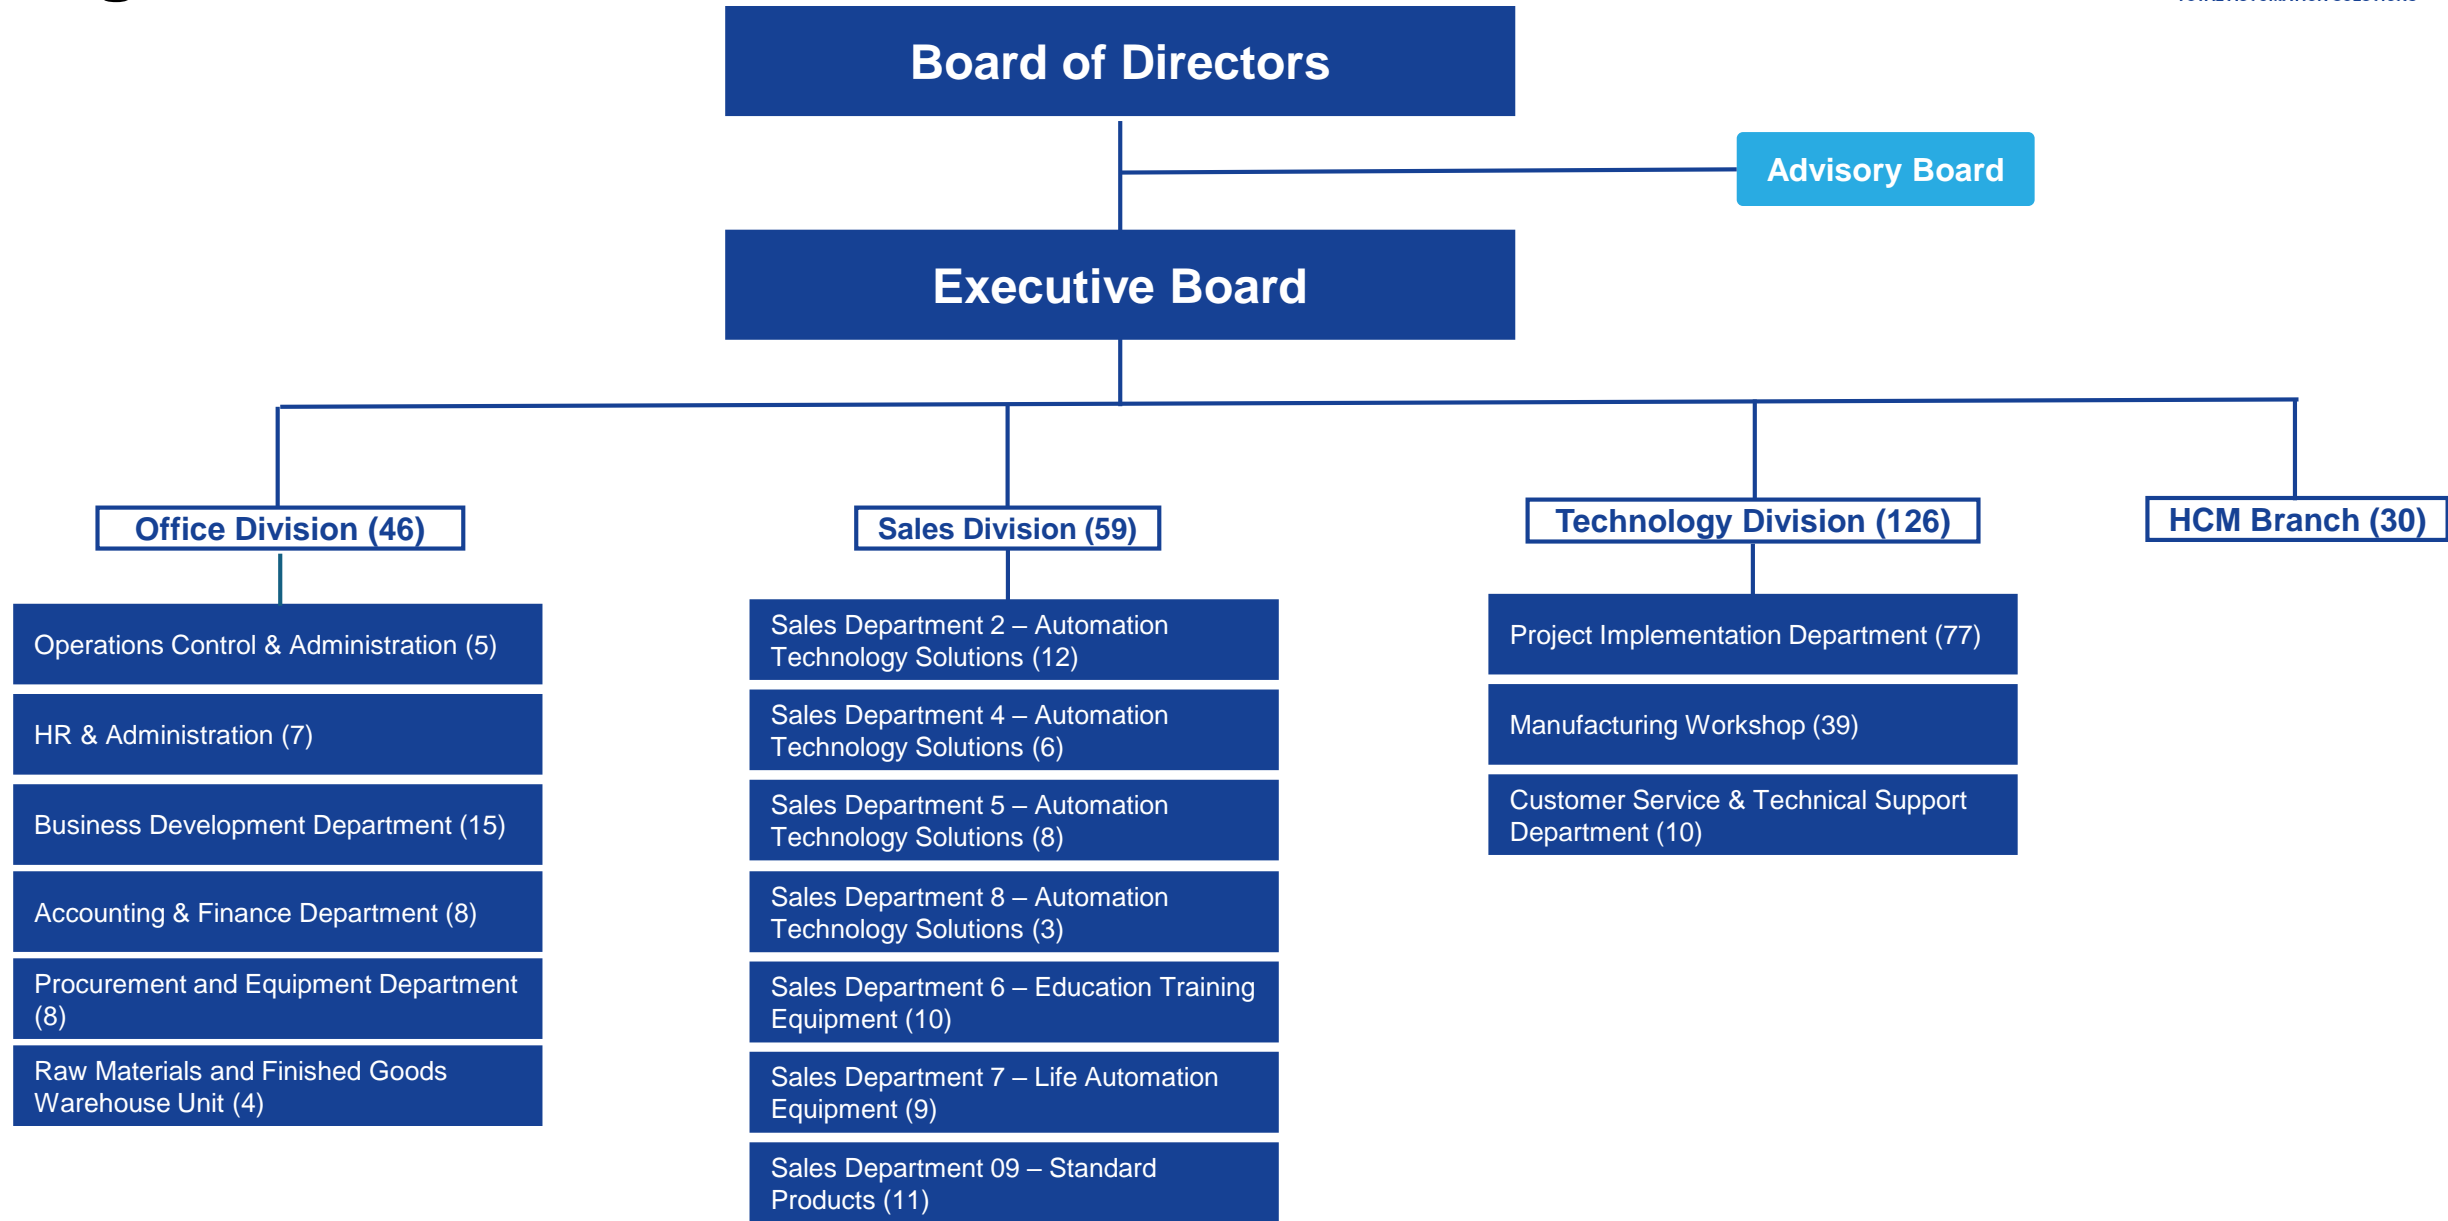 Board of Directors
Advisory Board
Executive Board
Office Division (46)
Sales Division (59)
Technology Division (126)
HCM Branch (30)
Operations Control & Administration (5)
HR & Administration (7)
Business Development Department (15)
Accounting & Finance Department (8)
Procurement and Equipment Department
(8)
Raw Materials and Finished Goods
Warehouse Unit (4)
Sales Department 2 – Automation
Technology Solutions (12)
Sales Department 4 – Automation
Technology Solutions (6)
Sales Department 5 – Automation
Technology Solutions (8)
Sales Department 8 – Automation
Technology Solutions (3)
Sales Department 6 – Education Training
Equipment (10)
Sales Department 7 – Life Automation
Equipment (9)
Sales Department 09 – Standard
Products (11)
Project Implementation Department (77)
Manufacturing Workshop (39)
Customer Service & Technical Support
Department (10)